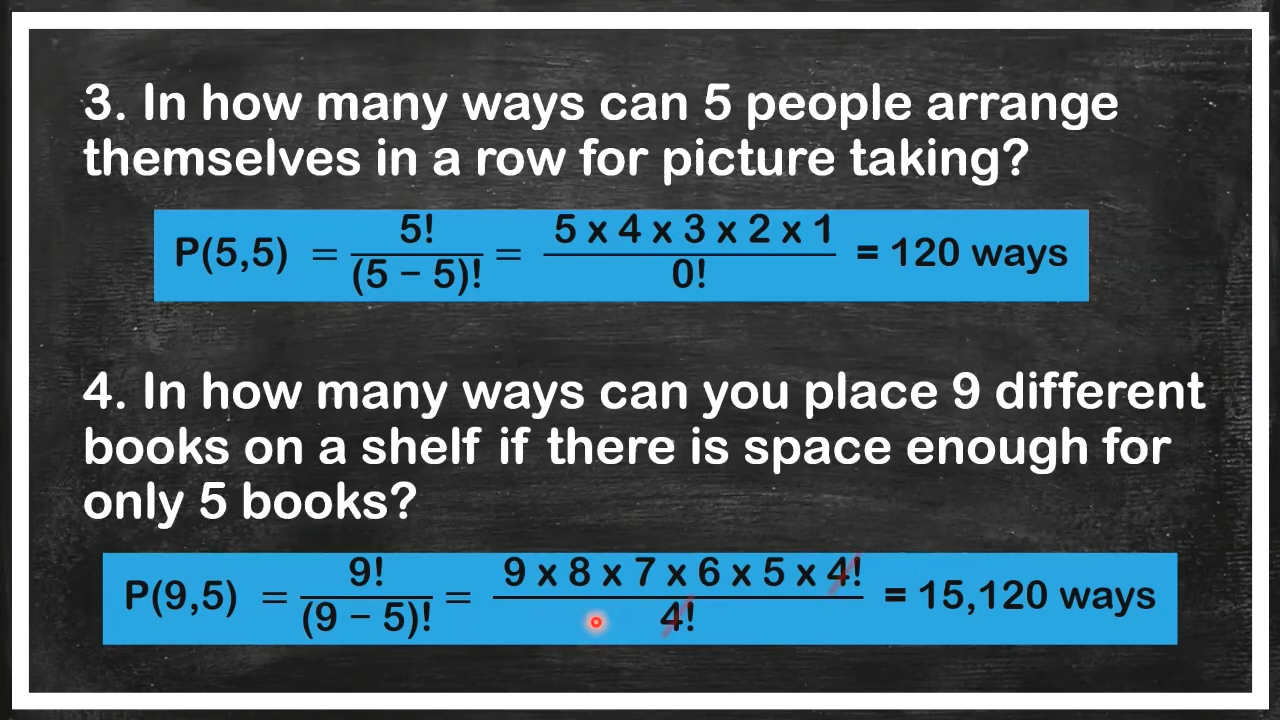 3. In how many ways can 5 people arrange
themselves in a row for picture taking?
P(5,5) = 5!/(5 − 5)! = 5 x 4 x 3 x 2 x 1/0! = 120 ways
4. In how many ways can you place 9 different
books on a shelf if there is space enough for
only 5 books?
P(9,5) = 9!/(9 − 5)! = 9 x 8 x 7 x 6 x 5 x 4!/4! = 15,120 ways